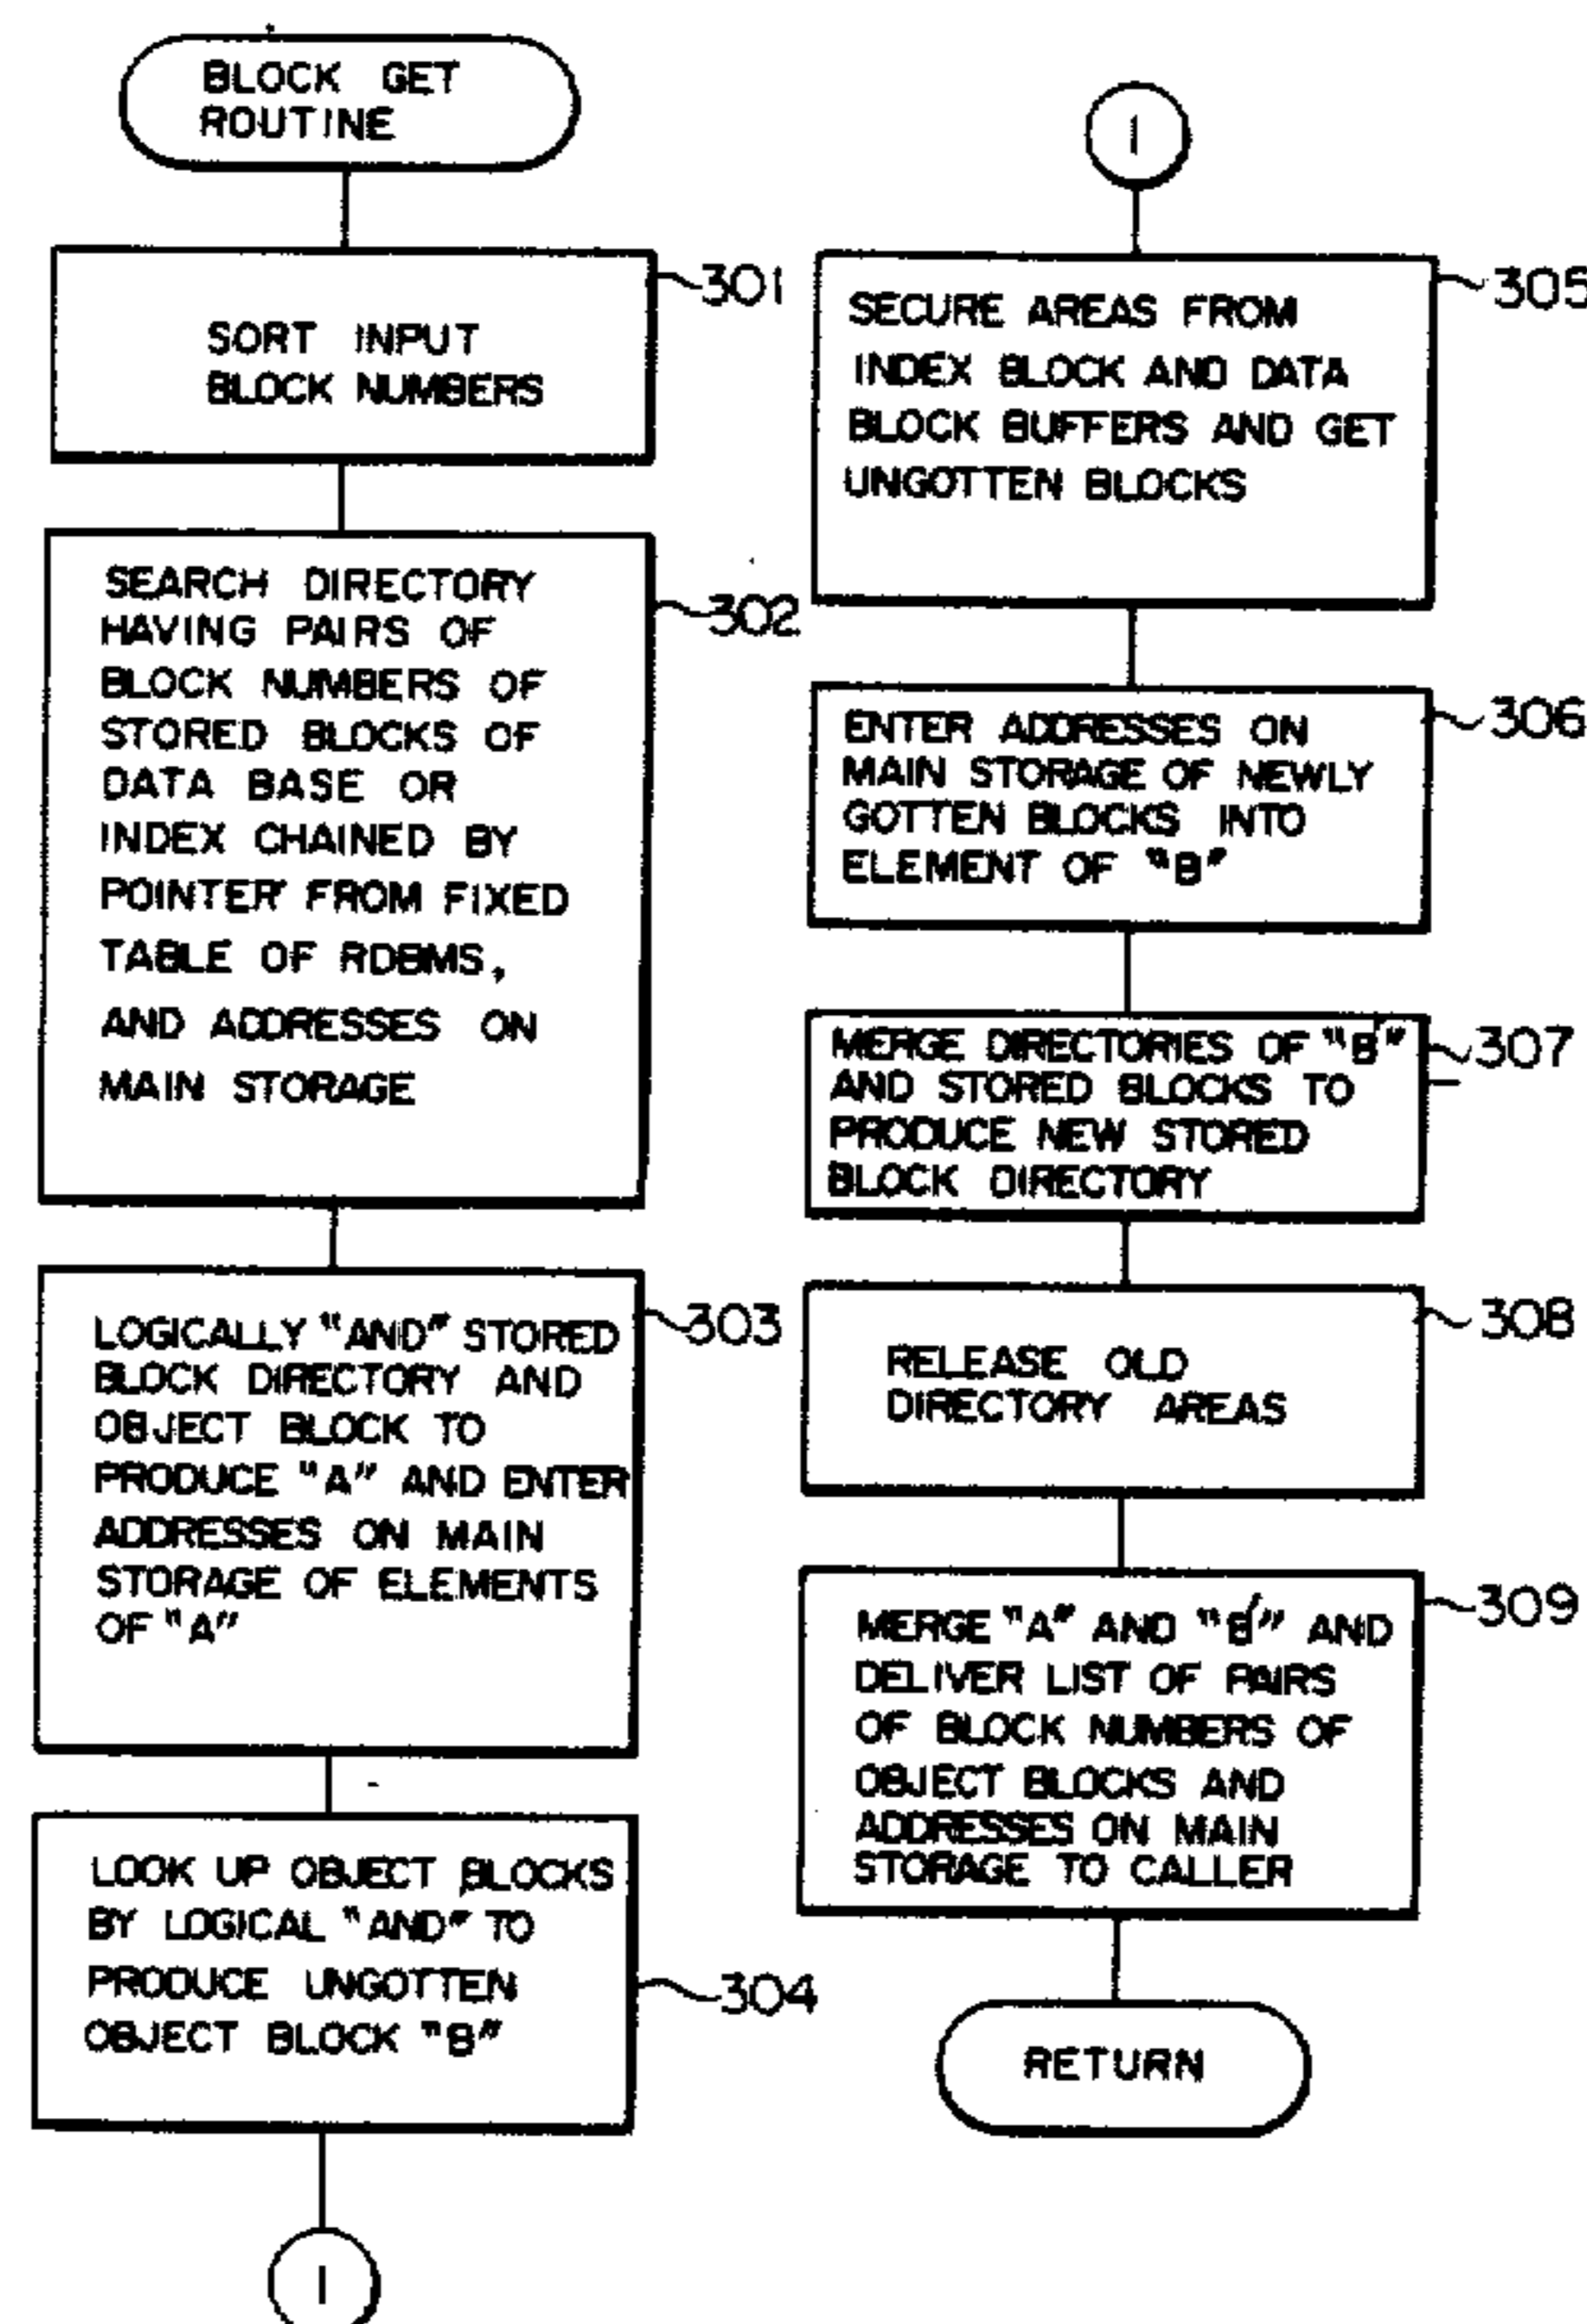 BLOCK GET
ROUTINE
301
SORT INPUT
BLOCK NUMBERS
302
SEARCH DIRECTORY
HAVING PAIRS OF
BLOCK NUMBERS OF
STORED BLOCKS OF
DATA BASE OR
INDEX CHAINED BY
POINTER FROM FIXED
TABLE OF RDBMS,
AND ADDRESSES ON
MAIN STORAGE
303
LOGICALLY "AND" STORED
BLOCK DIRECTORY AND
OBJECT BLOCK TO
PRODUCE "A" AND ENTER
ADDRESSES ON MAIN
STORAGE OF ELEMENTS
OF "A"
LOOK UP OBJECT BLOCKS
BY LOGICAL "AND" TO
PRODUCE UNGOTTEN
OBJECT BLOCK "B"
304
1
1
305
SECURE AREAS FROM
INDEX BLOCK AND DATA
BLOCK BUFFERS AND GET
UNGOTTEN BLOCKS
306
ENTER ADDRESSES ON
MAIN STORAGE OF NEWLY
GOTTEN BLOCKS INTO
ELEMENT OF "B"
307
MERGE DIRECTORIES OF "B'"
AND STORED BLOCKS TO
PRODUCE NEW STORED
BLOCK DIRECTORY
308
RELEASE OLD
DIRECTORY AREAS
309
MERGE "A" AND "B'" AND
DELIVER LIST OF PAIRS
OF BLOCK NUMBERS OF
OBJECT BLOCKS AND
ADDRESSES ON MAIN
STORAGE TO CALLER
RETURN